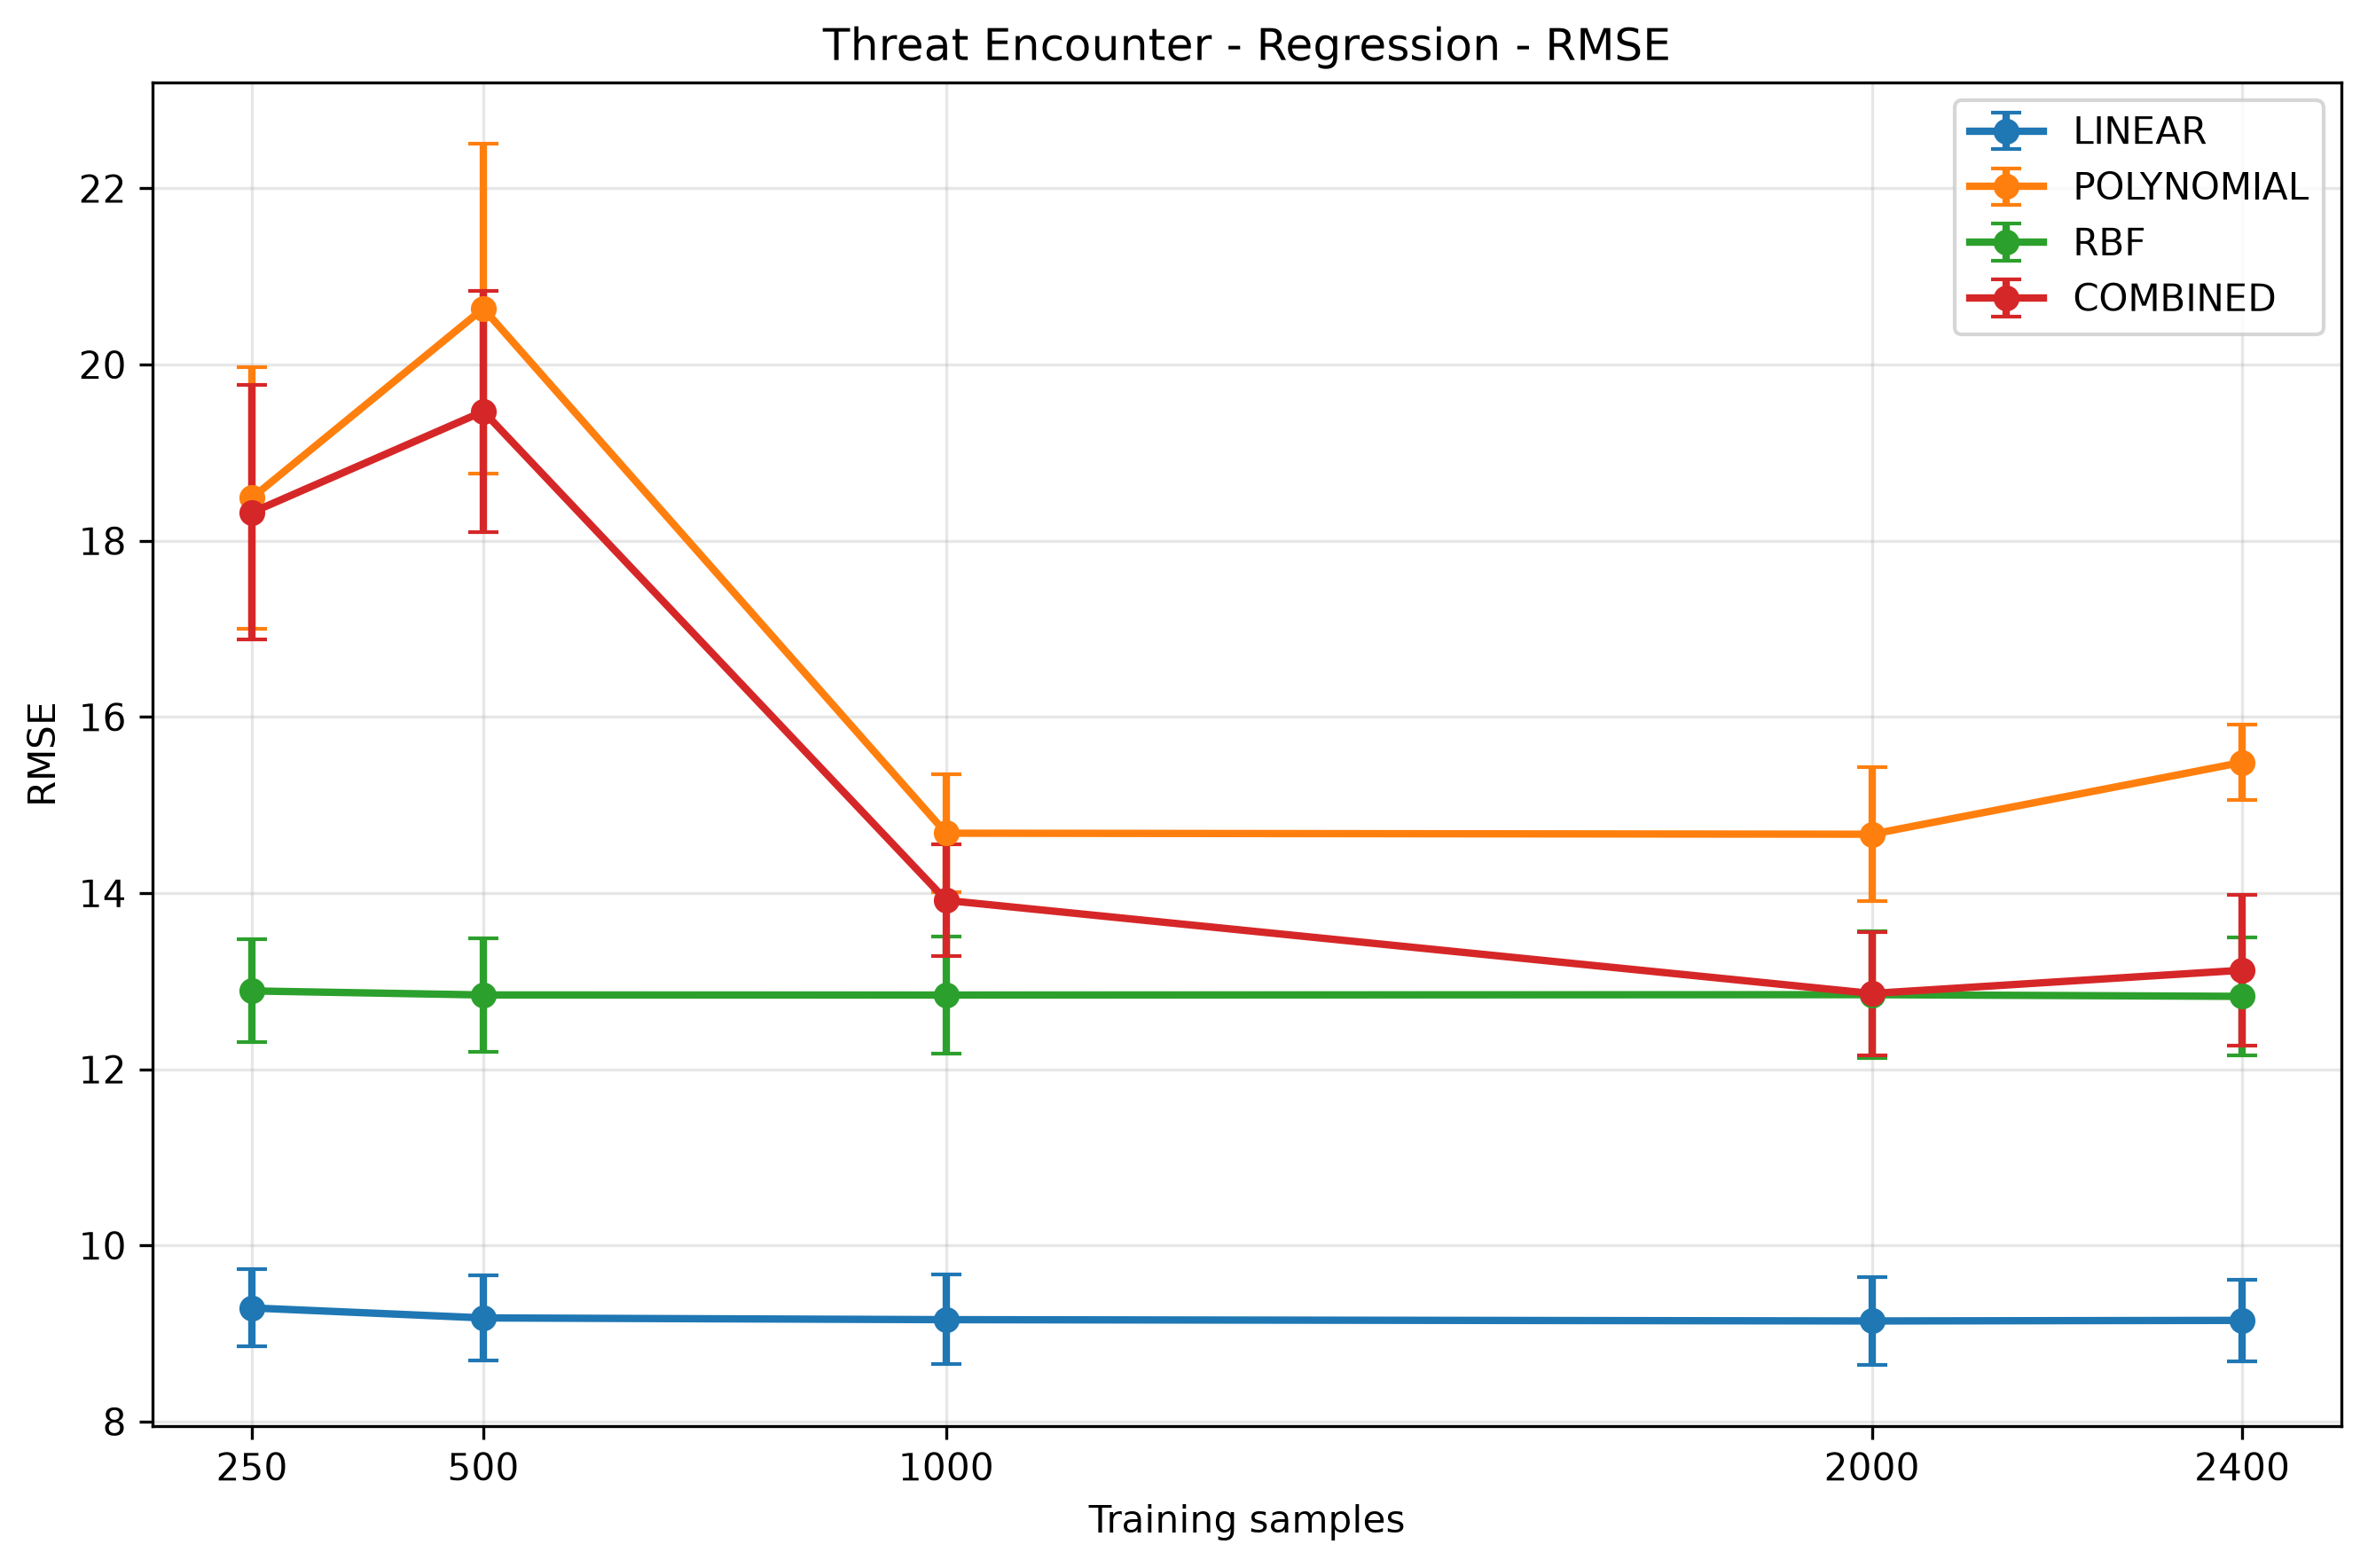 Threat Encounter - Regression - RMSE
LINEAR
POLYNOMIAL
RBF
COMBINED
RMSE
22
20
18
16
14
12
10
8
250 500 1000 2000 2400
Training samples